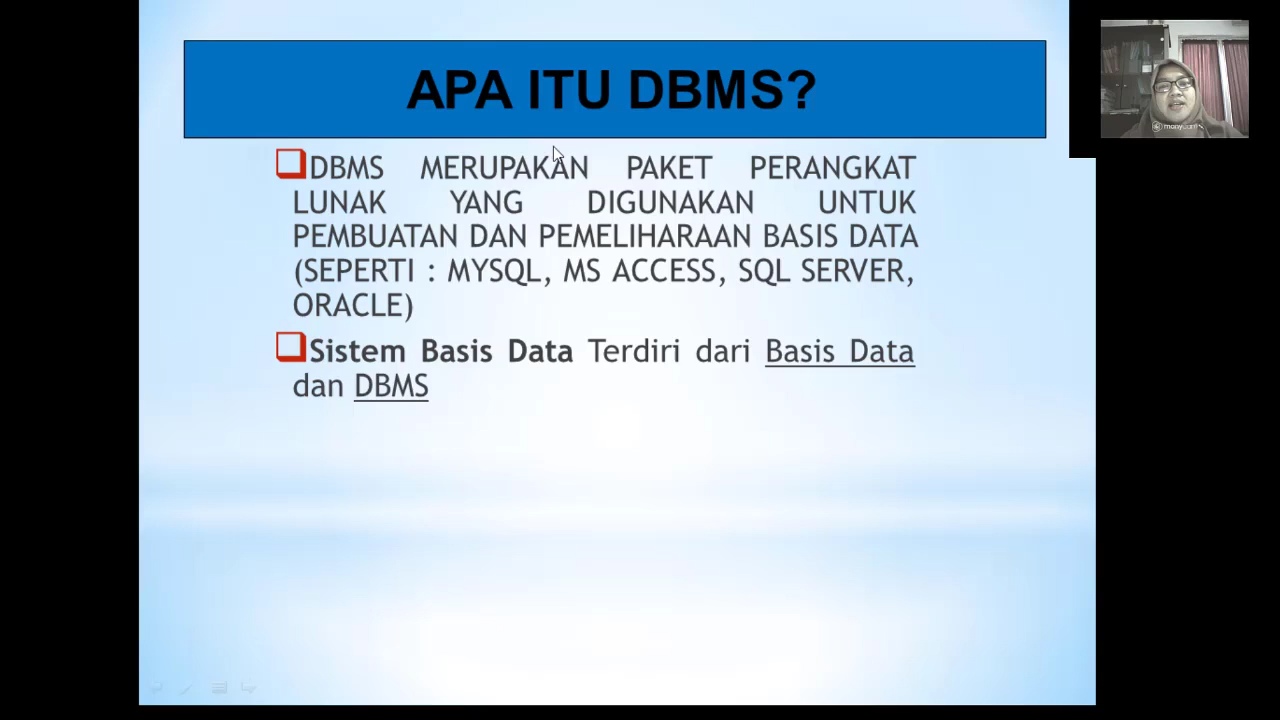 APA ITU DBMS?
DBMS MERUPAKAN PAKET PERANGKAT
LUNAK YANG DIGUNAKAN UNTUK
PEMBUATAN DAN PEMELIHARAAN BASIS DATA
(SEPERTI : MYSQL, MS ACCESS, SQL SERVER,
ORACLE)
Sistem Basis Data Terdiri dari Basis Data
dan DBMS